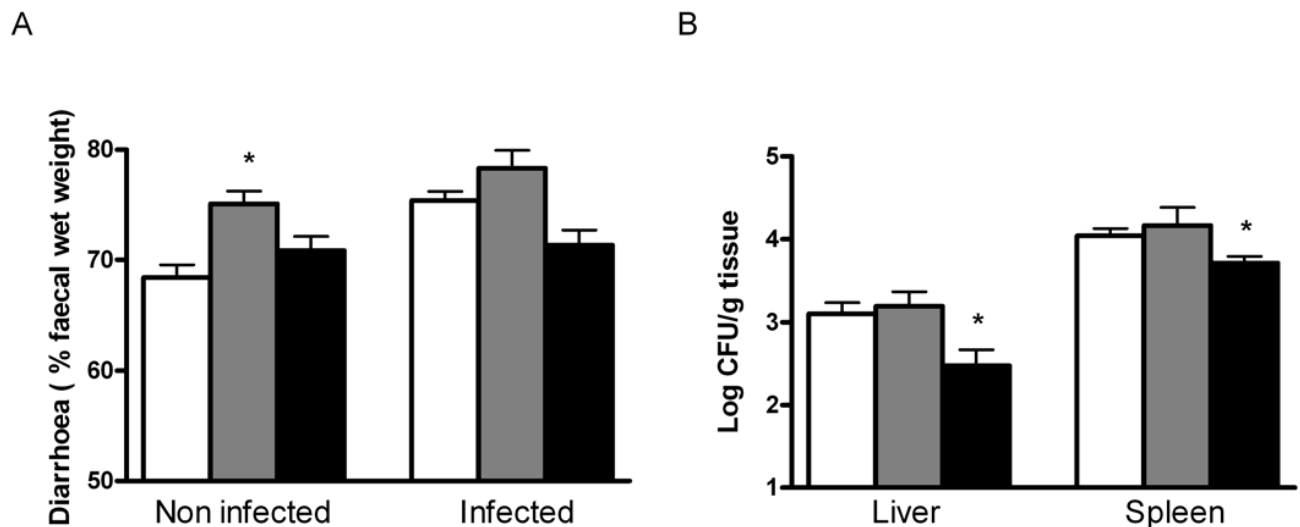 A
Diarrhoea ( % faecal wet weight)
80
70
60
50
*
Non infected
Infected
B
Log CFU/g tissue
5
4
3
2
1
*
*
Liver
Spleen